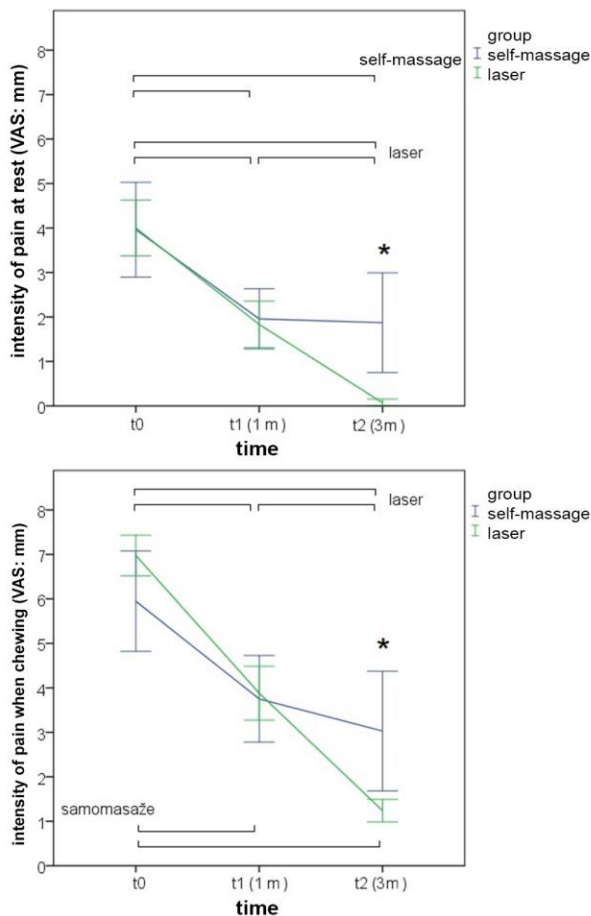 group
self-massage
laser
self-massage
laser
*
8
7
6
5
4
3
2
1
0
intensity of pain at rest (VAS: mm)
t0
t1 (1 m)
t2 (3m)
time
group
self-massage
laser
laser
*
samomasaže
8
7
6
5
4
3
2
1
0
intensity of pain when chewing (VAS: mm)
t0
t1 (1 m)
t2 (3m)
time